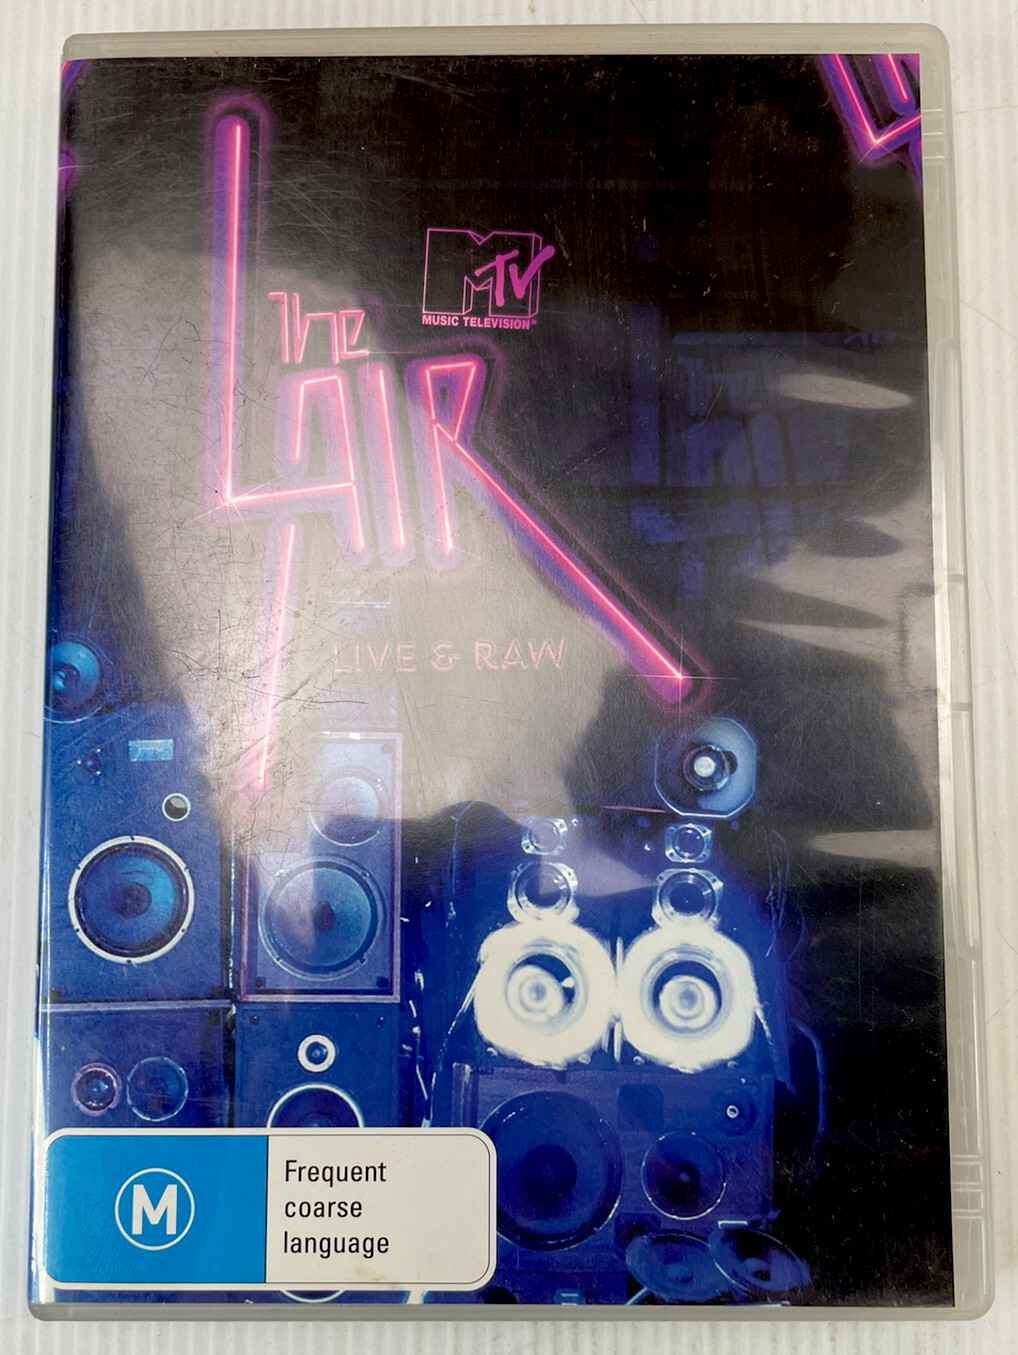 MTV
MUSIC TELEVISION®
The
LAIR
LIVE & RAW
M
Frequent
coarse
language